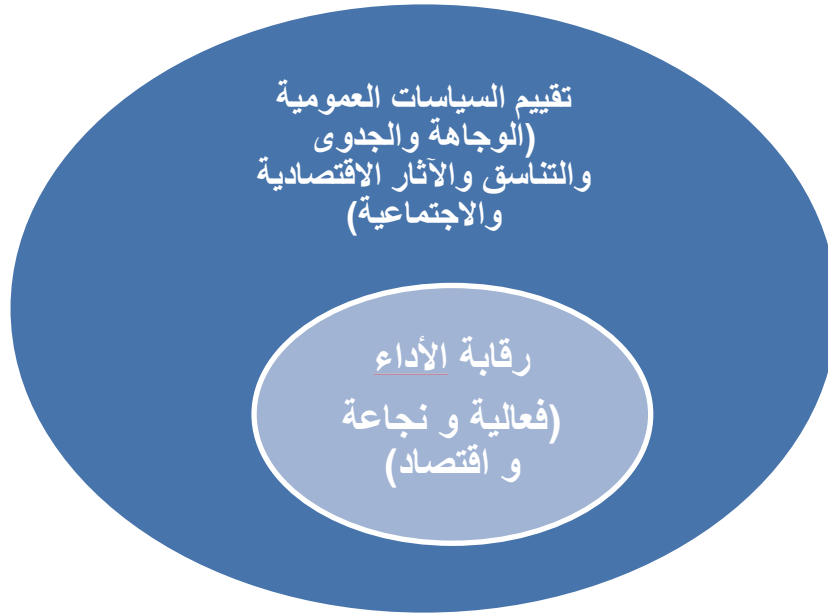 تقييم السياسات العمومية
(الوجاهة والجدوى
والتناسق والآثار الاقتصادية
والاجتماعية)
رقابة الأداء
(فعالية و نجاعة
و اقتصاد)